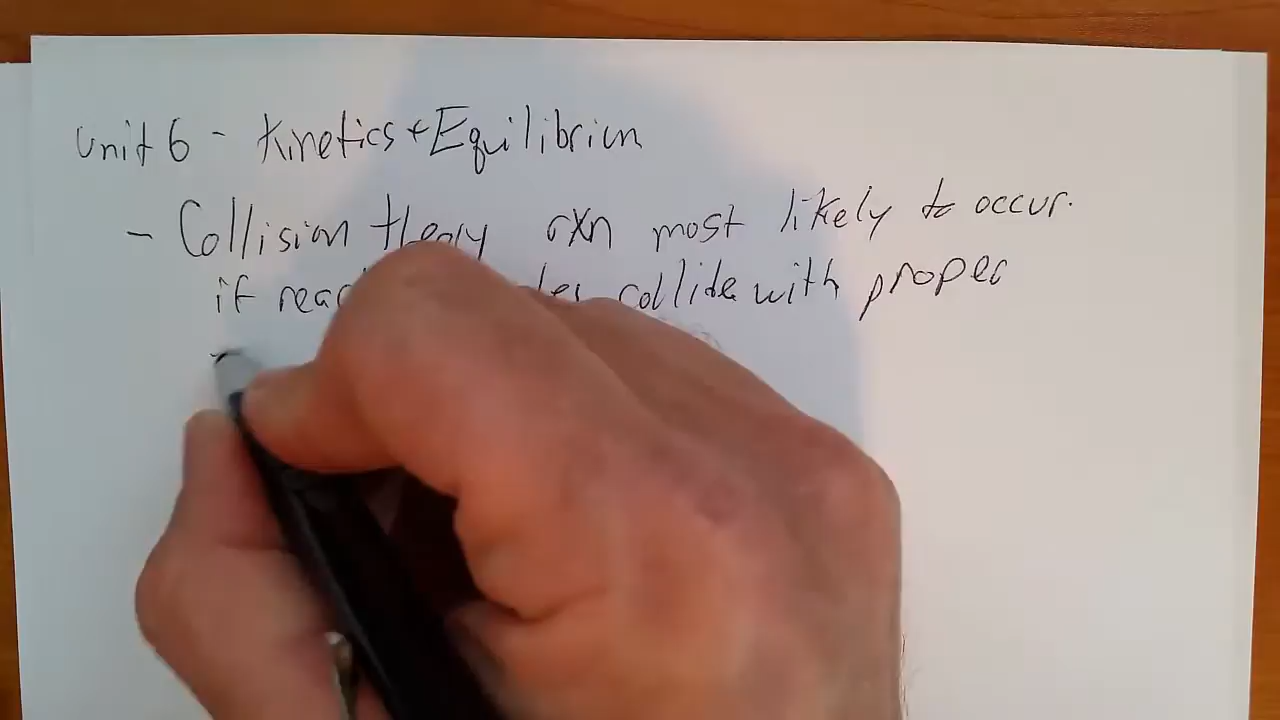 Unit 6 - Kinetics + Equilibrium
- Collision theory rxn most likely to occur.
if collide with proper